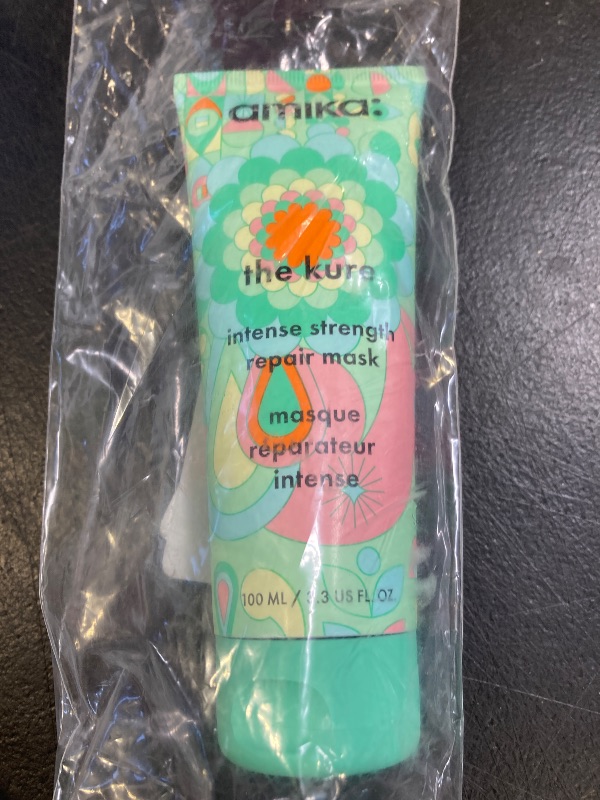 amika:
the kure
intense strength
repair mask
masque
réparateur
intense
100 ML / 3.3 US FL. OZ.